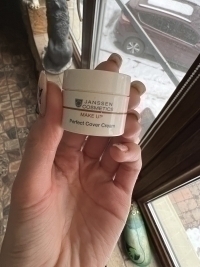 JANSSEN
COSMETICS
MAKE UP
Perfect Cover Cream